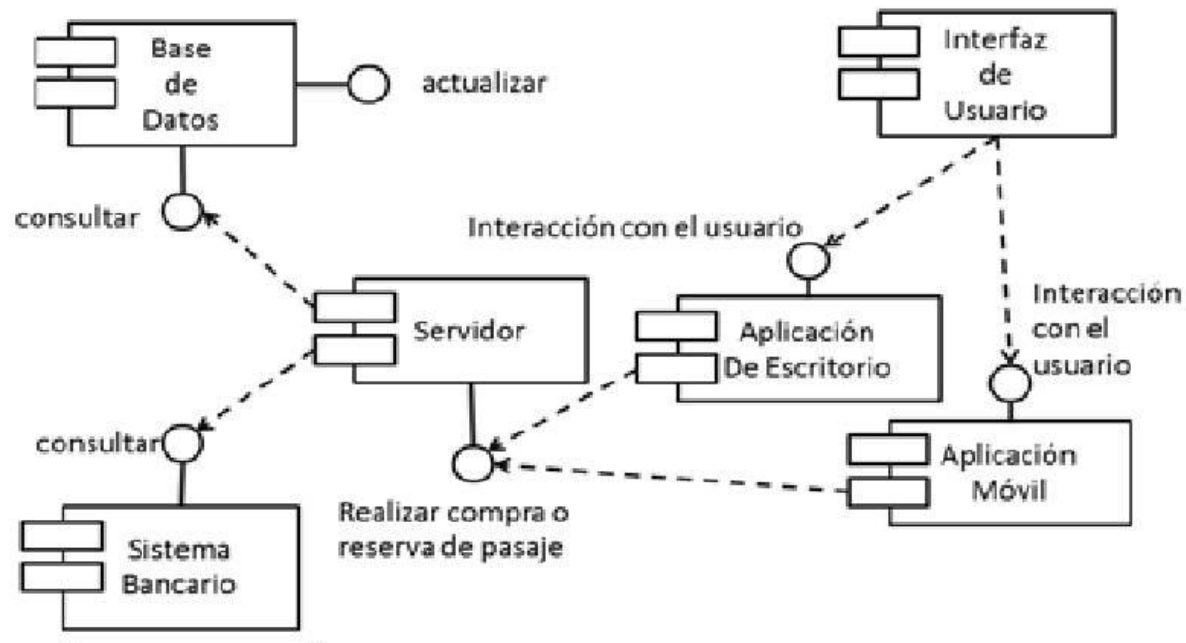 Base
de
Datos
actualizar
Interfaz
de
Usuario
consultar
Interacción con el usuario
Servidor
Aplicación
De Escritorio
Interacción
con el
usuario
consultar
Realizar compra o
reserva de pasaje
Aplicación
Móvil
Sistema
Bancario